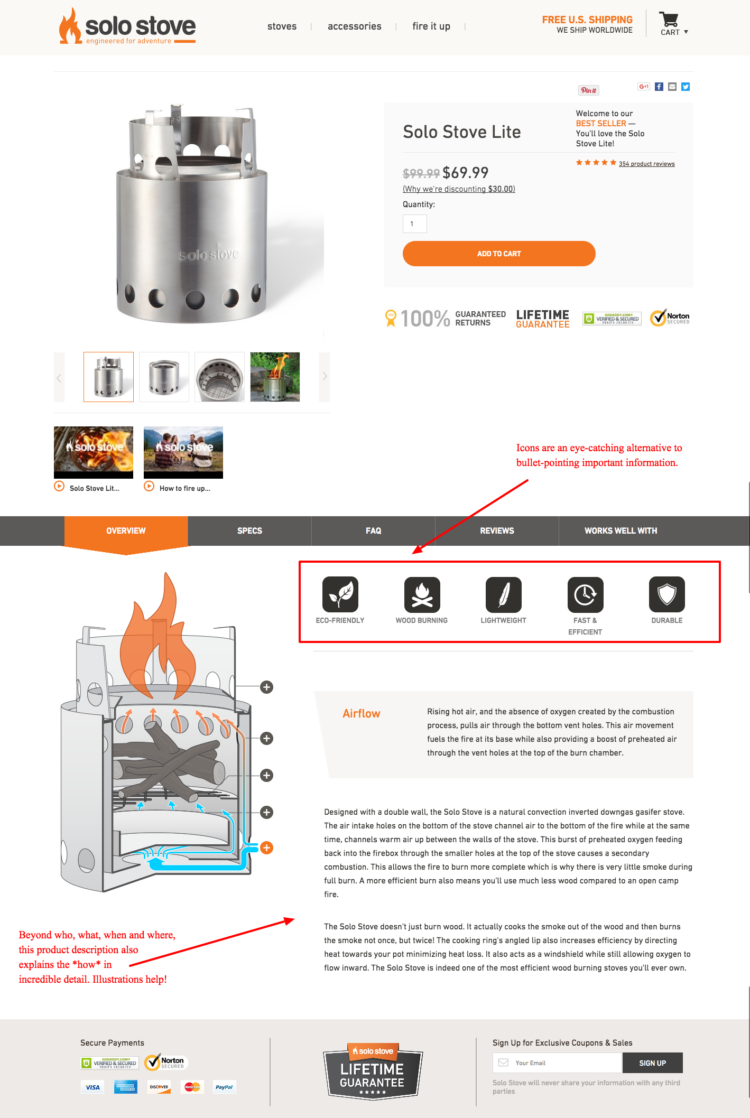 solo stove
engineered for adventure
stoves
accessories
fire it up
FREE U.S. SHIPPING
WE SHIP WORLDWIDE
CART
Pin it
G+1
Solo Stove Lite
Welcome to our
BEST SELLER —
You'll love the Solo
Stove Lite!
354 product reviews
$99.99 $69.99
(Why we're discounting $30.00)
Quantity:
1
ADD TO CART
solo stove
100% GUARANTEED
RETURNS
LIFETIME
GUARANTEE
VERIFIED & SECURED
Norton
SECURED
solo stove
solo stove
Solo Stove Lit...
How to fire up...
Icons are an eye-catching alternative to
bullet-pointing important information.
OVERVIEW
SPECS
FAQ
REVIEWS
WORKS WELL WITH
ECO-FRIENDLY
WOOD BURNING
LIGHTWEIGHT
FAST &
EFFICIENT
DURABLE
Airflow
Rising hot air, and the absence of oxygen created by the combustion
process, pulls air through the bottom vent holes. This air movement
fuels the fire at its base while also providing a boost of preheated air
through the vent holes at the top of the burn chamber.
Designed with a double wall, the Solo Stove is a natural convection inverted downgas gasifer stove.
The air intake holes on the bottom of the stove channel air to the bottom of the fire while at the same
time, channels warm air up between the walls of the stove. This burst of preheated oxygen feeding
back into the firebox through the smaller holes at the top of the stove causes a secondary
combustion. This allows the fire to burn more complete which is why there is very little smoke during
full burn. A more efficient burn also means you'll use much less wood compared to an open camp
fire.
Beyond who, what, when and where,
this product description also
explains the *how* in
incredible detail. Illustrations help!
The Solo Stove doesn't just burn wood. It actually cooks the smoke out of the wood and then burns
the smoke not once, but twice! The cooking ring's angled lip also increases efficiency by directing
heat towards your pot minimizing heat loss. It also acts as a windshield while still allowing oxygen to
flow inward. The Solo Stove is indeed one of the most efficient wood burning stoves you'll ever own.
Secure Payments
VERIFIED & SECURED
Norton
SECURED
VISA
AMERICAN EXPRESS
DISCOVER
MasterCard
PayPal
solo stove
LIFETIME
GUARANTEE
Sign Up for Exclusive Coupons & Sales
Your Email
SIGN UP
Solo Stove will never share your information with any third
parties